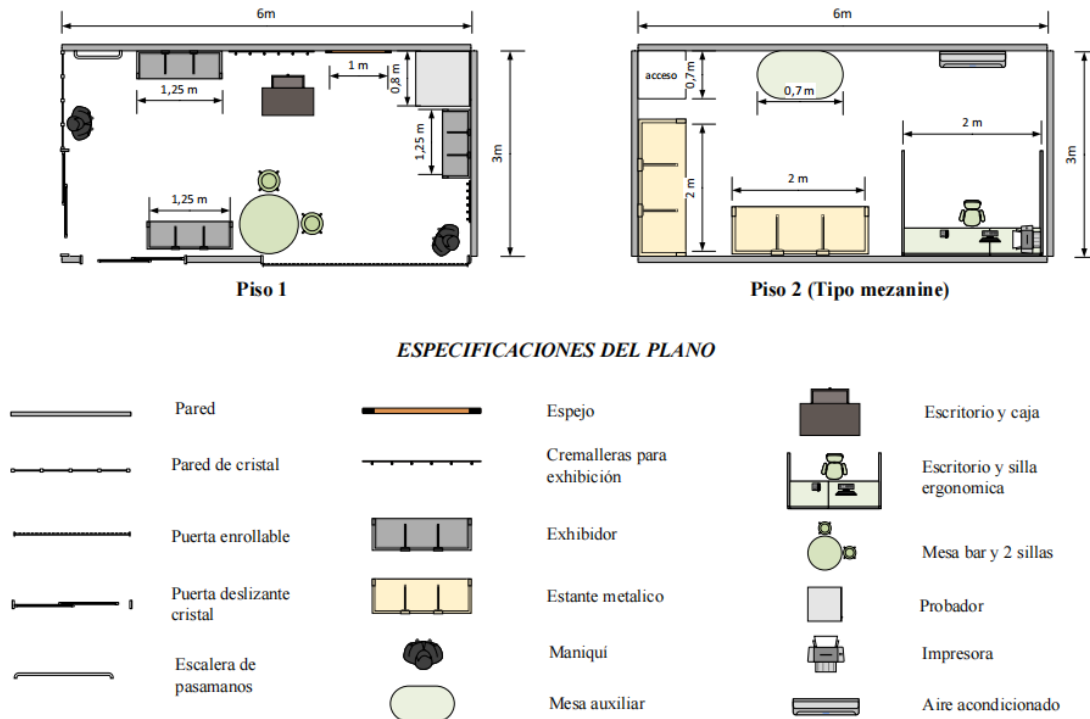 6m
6m
1 m
0,8 m
1,25 m
1,25 m
3m
1,25 m
Piso 1
acceso
0,7m
0,7 m
2 m
3m
2 m
2 m
Piso 2 (Tipo mezanine)
ESPECIFICACIONES DEL PLANO
Pared
Espejo
Escritorio y caja
Pared de cristal
Cremalleras para
exhibición
Escritorio y silla
ergonomica
Puerta enrollable
Exhibidor
Mesa bar y 2 sillas
Puerta deslizante
cristal
Estante metalico
Probador
Escalera de
pasamanos
Maniquí
Impresora
Mesa auxiliar
Aire acondicionado